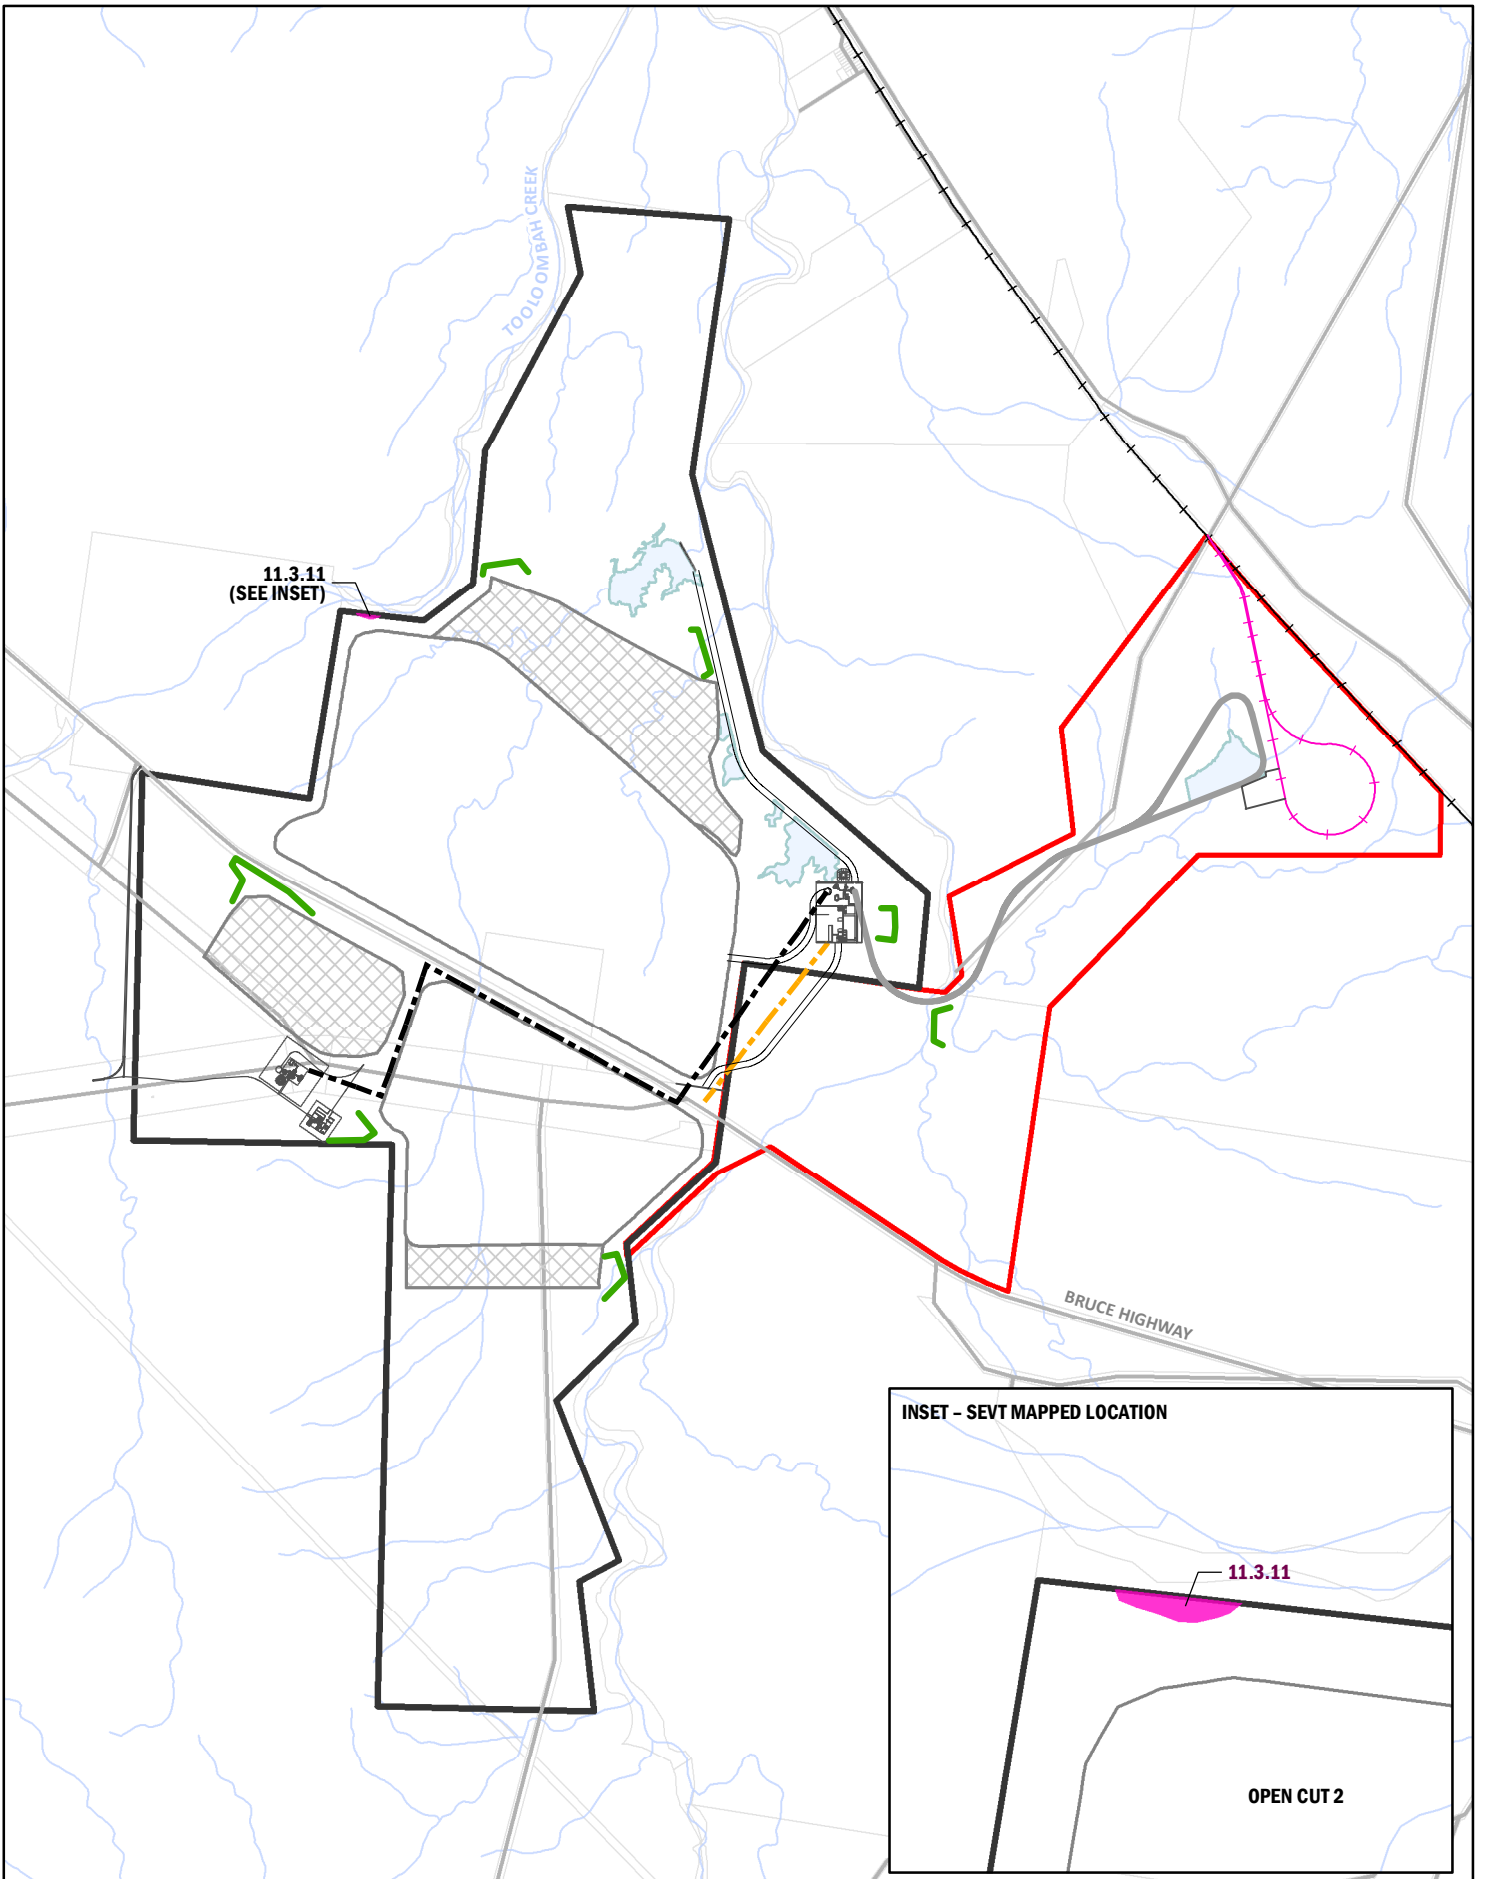 TOOLOOMBAH CREEK
11.3.11
(SEE INSET)
BRUCE HIGHWAY
INSET – SEVT MAPPED LOCATION
11.3.11
OPEN CUT 2